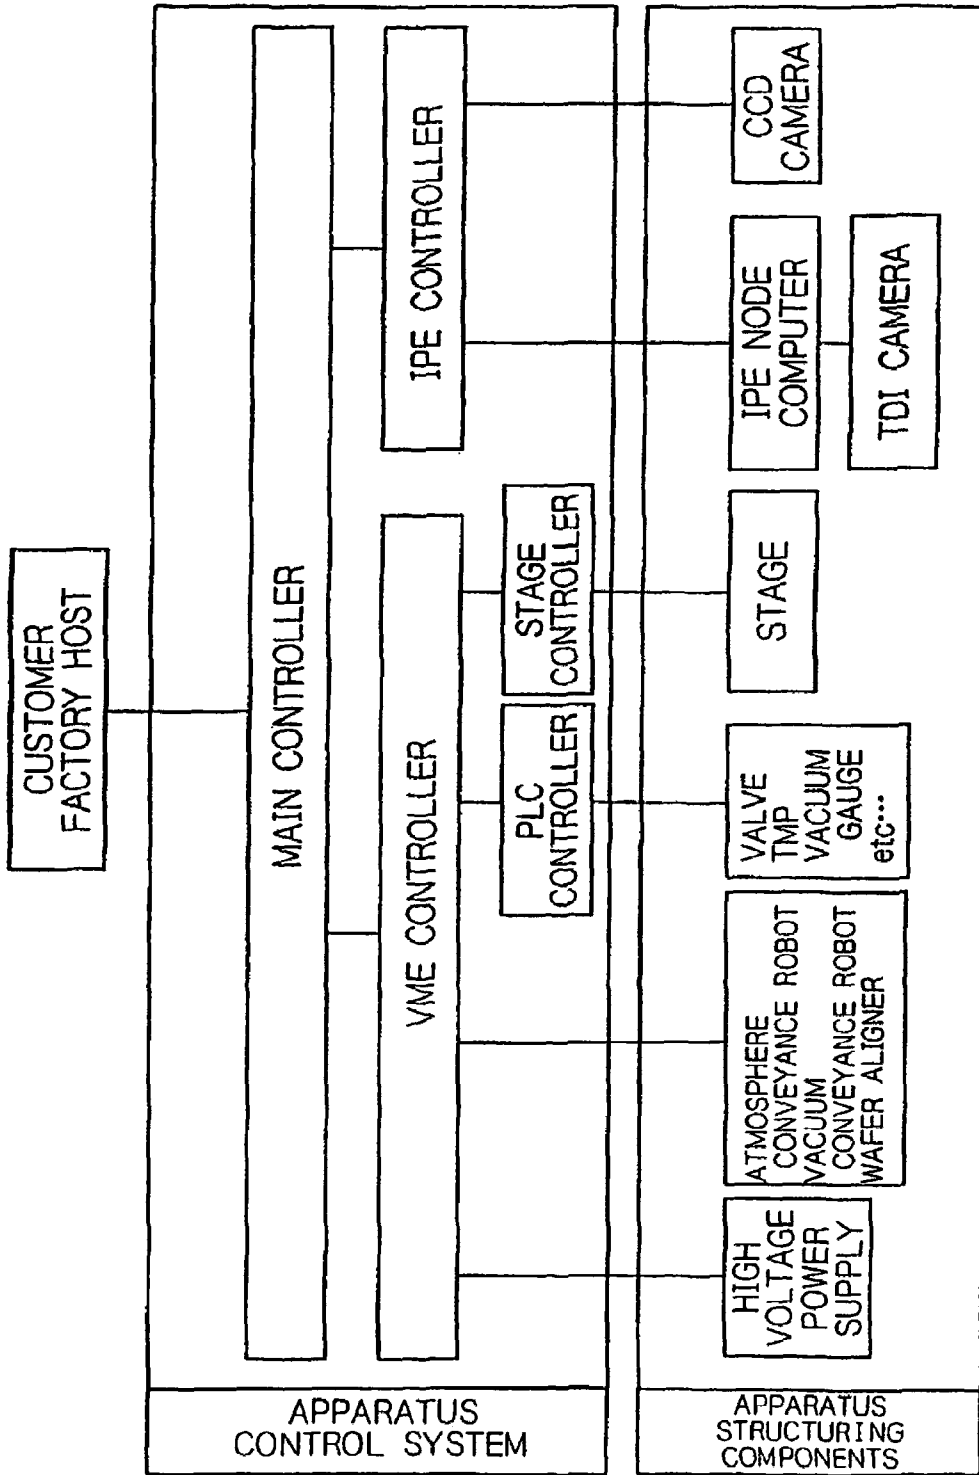 CUSTOMER
FACTORY HOST
APPARATUS
CONTROL SYSTEM
MAIN CONTROLLER
VME CONTROLLER
IPE CONTROLLER
PLC
CONTROLLER
STAGE
CONTROLLER
APPARATUS
STRUCTURING
COMPONENTS
HIGH
VOLTAGE
POWER
SUPPLY
ATMOSPHERE
CONVEYANCE ROBOT
VACUUM
CONVEYANCE ROBOT
WAFER ALIGNER
VALVE
TMP
VACUUM
GAUGE
etc···
STAGE
IPE NODE
COMPUTER
TDI CAMERA
CCD
CAMERA